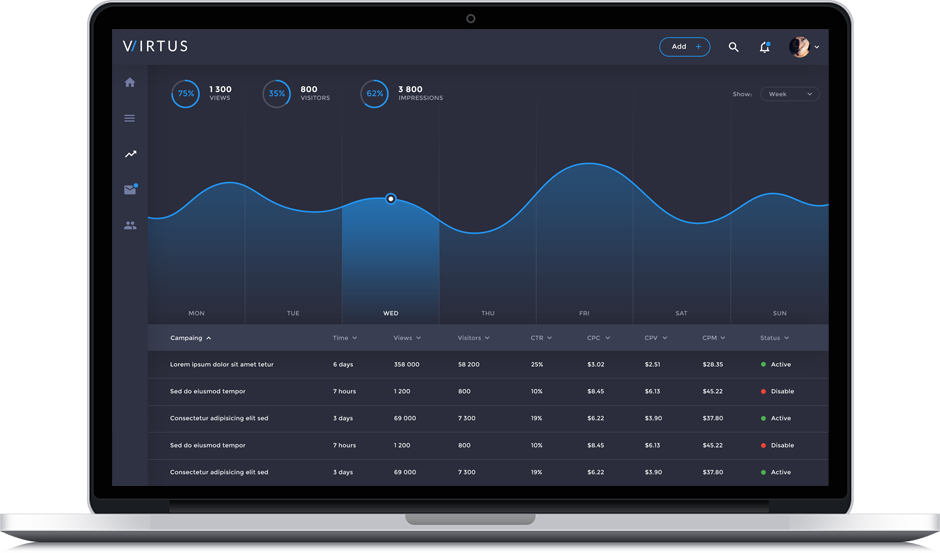 VIRTUS
Add +
75% 1 300 VIEWS
35% 800 VISITORS
62% 3 800 IMPRESSIONS
Show: Week
MON TUE WED THU FRI SAT SUN
Campaing Time Views Visitors CTR CPC CPV CPM Status
Lorem ipsum dolor sit amet tetur 6 days 358 000 58 200 25% $3.02 $2.51 $28.35 Active
Sed do eiusmod tempor 7 hours 1 200 800 10% $8.45 $6.13 $45.22 Disable
Consectetur adipisicing elit sed 3 days 69 000 7 300 19% $6.22 $3.90 $37.80 Active
Sed do eiusmod tempor 7 hours 1 200 800 10% $8.45 $6.13 $45.22 Disable
Consectetur adipisicing elit sed 3 days 69 000 7 300 19% $6.22 $3.90 $37.80 Active